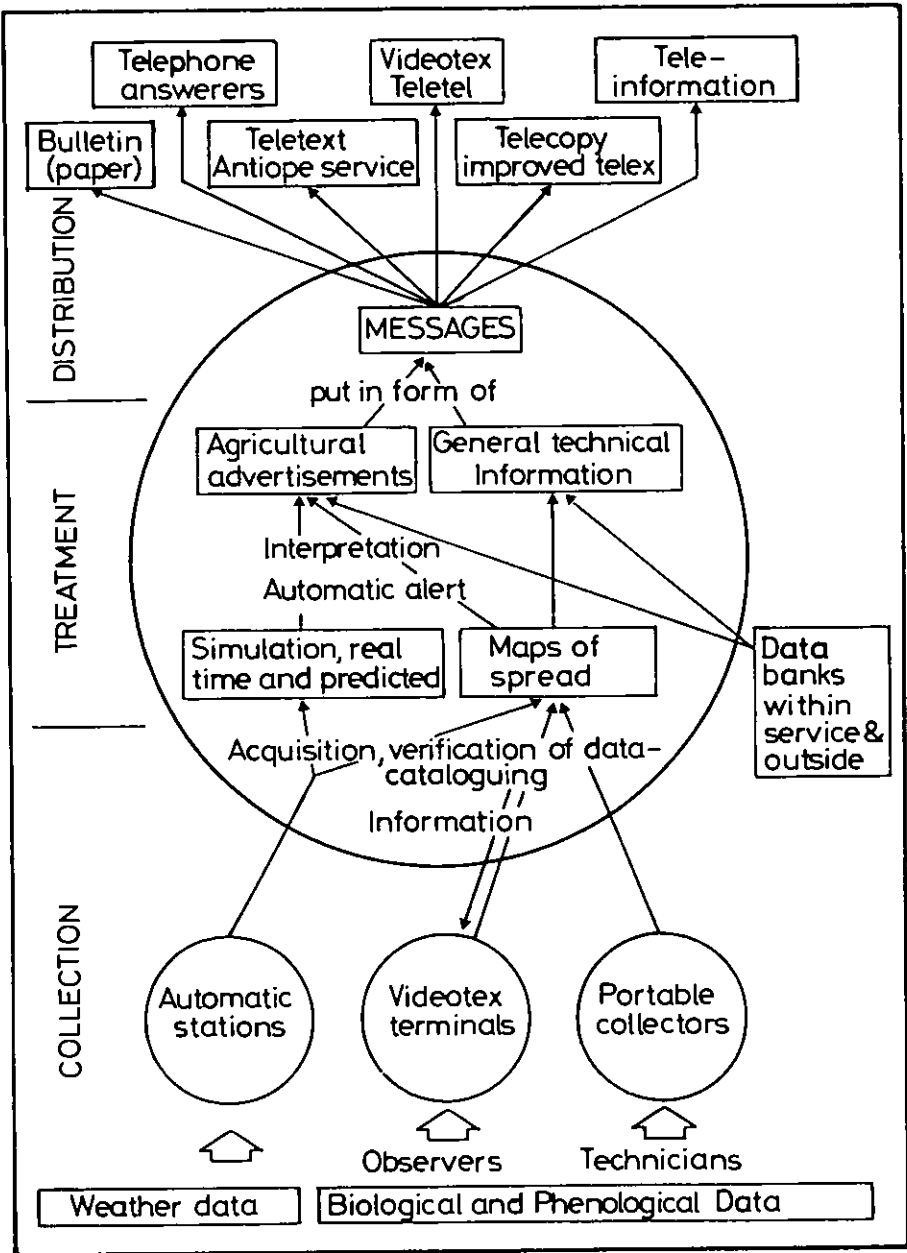 Telephone
answerers
Videotex
Teletel
Tele-
information
Bulletin
(paper)
Teletext
Antiope service
Telecopy
improved telex
DISTRIBUTION
MESSAGES
put in form of
TREATMENT
Agricultural
advertisements
General technical
Information
Interpretation
Automatic alert
Simulation, real
time and predicted
Maps of
spread
Data
banks
within
service &
outside
Acquisition, verification of data-
cataloguing
Information
COLLECTION
Automatic
stations
Videotex
terminals
Portable
collectors
Observers
Technicians
Weather data
Biological and Phenological Data